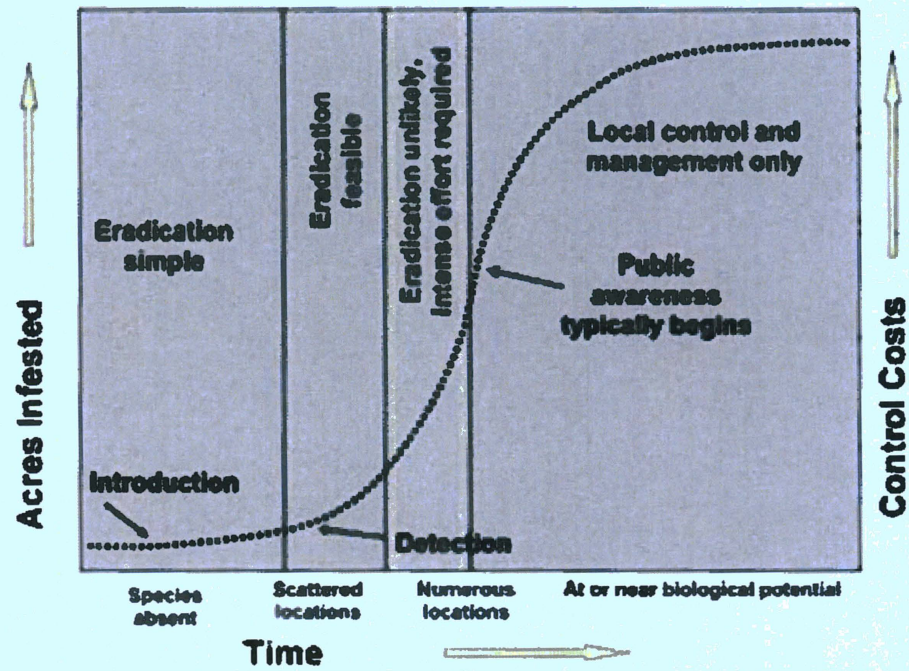 Acres Infested
Eradication
simple
Eradication
feasible
Eradication unlikely,
Intense effort required
Local control and
management only
Public
awareness
typically begins
Introduction
Detection
Control Costs
Species
absent
Scattered
locations
Numerous
locations
At or near biological potential
Time